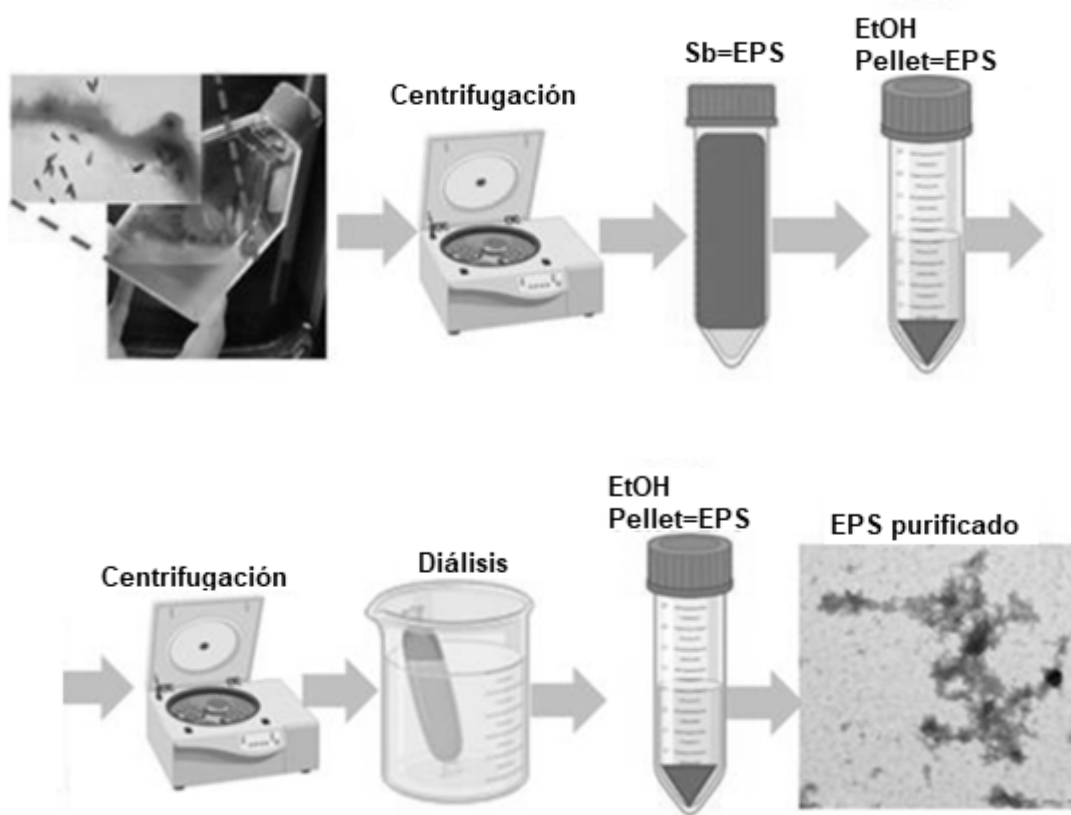 Centrifugación
Sb=EPS
EtOH
Pellet=EPS
Centrifugación
Diálisis
EtOH
Pellet=EPS
EPS purificado